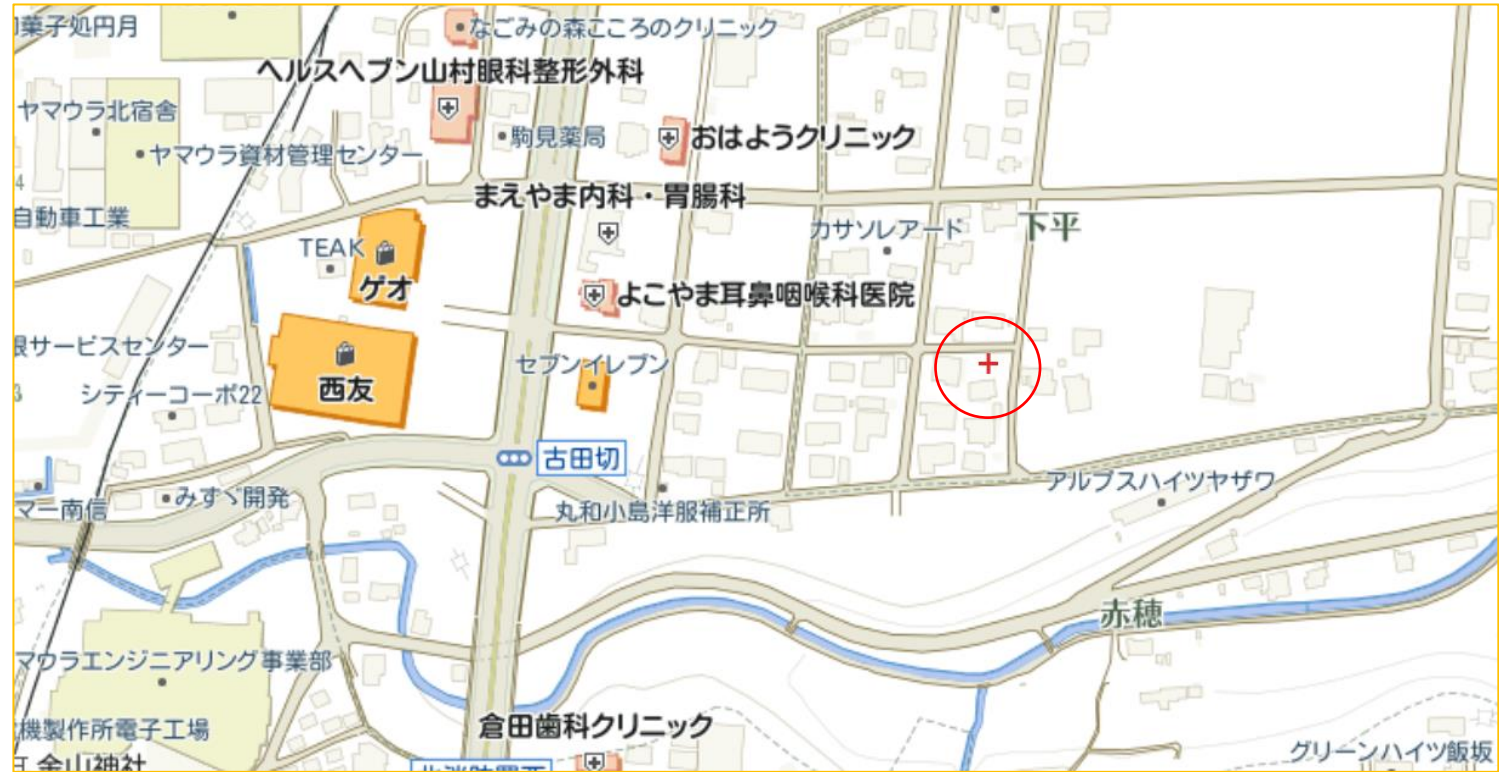 菓子処円月
なごみの森こころのクリニック
ヘルスヘブン山村眼科整形外科
ヤマウラ北宿舎
駒見薬局
おはようクリニック
ヤマウラ資材管理センター
4
まえやま内科・胃腸科
自動車工業
カサソレアード
下平
TEAK
ゲオ
よこやま耳鼻咽喉科医院
サービスセンター
セブンイレブン
西友
シティーコーポ22
3
古田切
アルプスハイツヤザワ
マー南信
みすゞ開発
丸和小島洋服補正所
赤穂
マウラエンジニアリング事業部
機製作所電子工場
倉田歯科クリニック
金山神社
グリーンハイツ飯坂